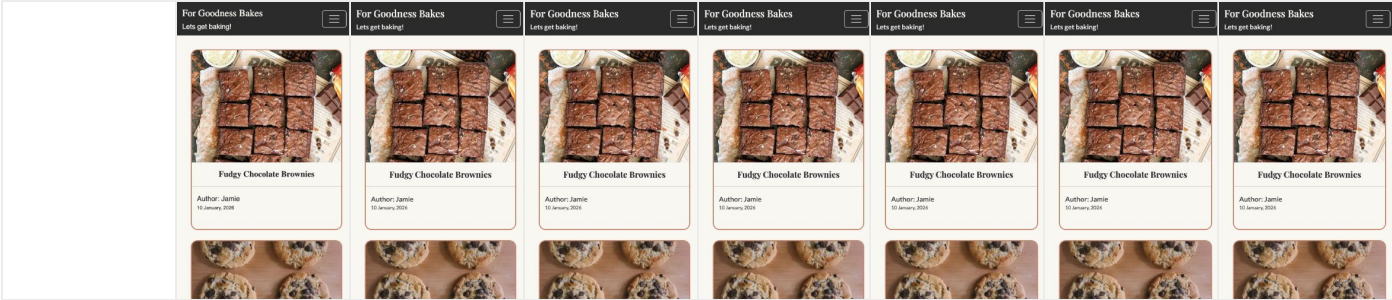 For Goodness Bakes
Lets get baking!
Fudgy Chocolate Brownies
Author: Jamie
10 January, 2026
For Goodness Bakes
Lets get baking!
Fudgy Chocolate Brownies
Author: Jamie
10 January, 2026
For Goodness Bakes
Lets get baking!
Fudgy Chocolate Brownies
Author: Jamie
10 January, 2026
For Goodness Bakes
Lets get baking!
Fudgy Chocolate Brownies
Author: Jamie
10 January, 2026
For Goodness Bakes
Lets get baking!
Fudgy Chocolate Brownies
Author: Jamie
10 January, 2026
For Goodness Bakes
Lets get baking!
Fudgy Chocolate Brownies
Author: Jamie
10 January, 2026
For Goodness Bakes
Lets get baking!
Fudgy Chocolate Brownies
Author: Jamie
10 January, 2026